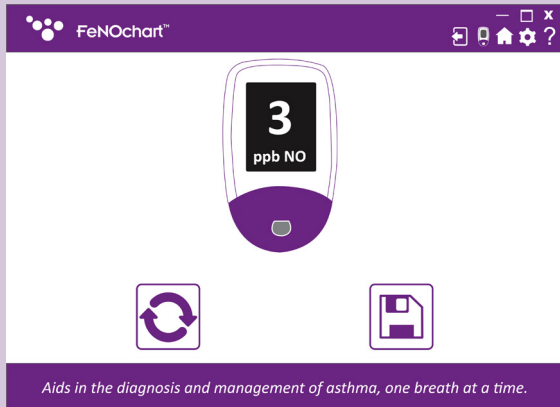 FeNOchart™
3
ppb NO
Aids in the diagnosis and management of asthma, one breath at a time.